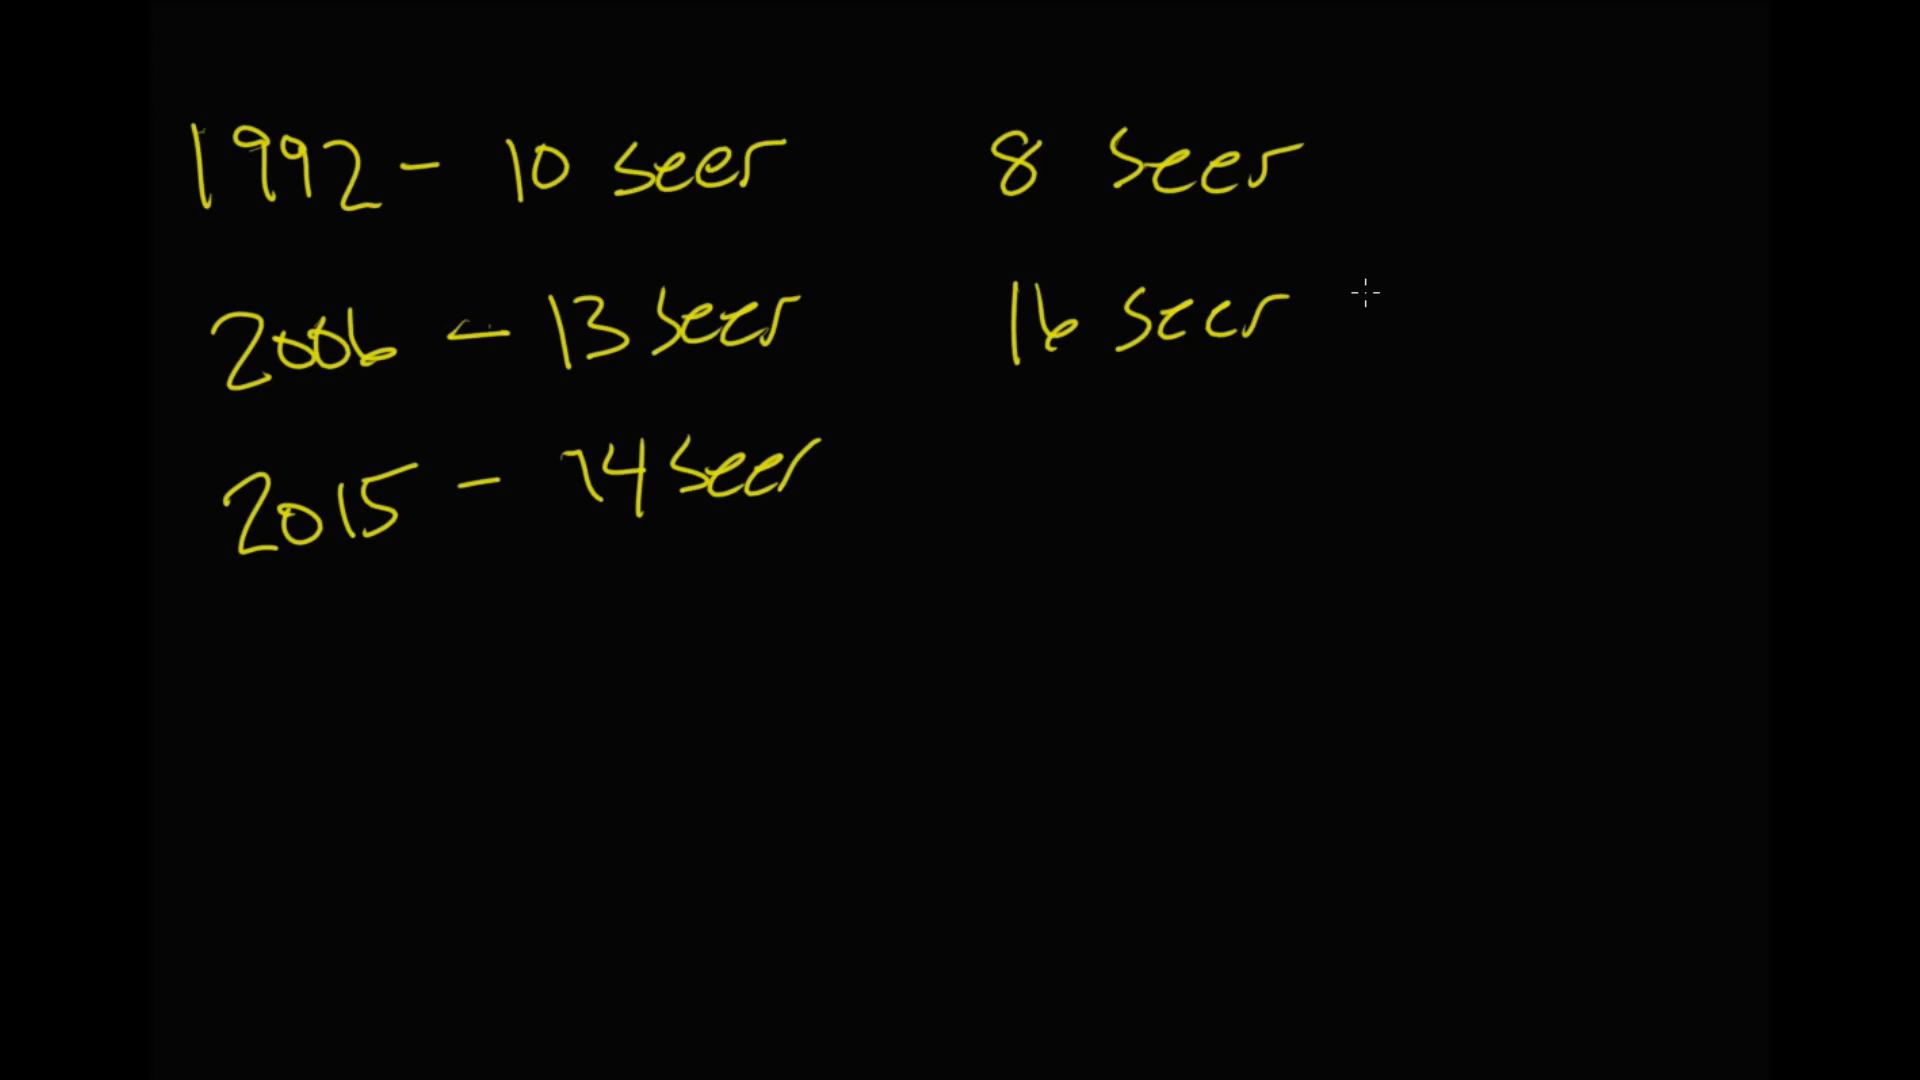 1992 - 10 seer 8 seer
2006 - 13 seer 16 seer
2015 - 14 seer